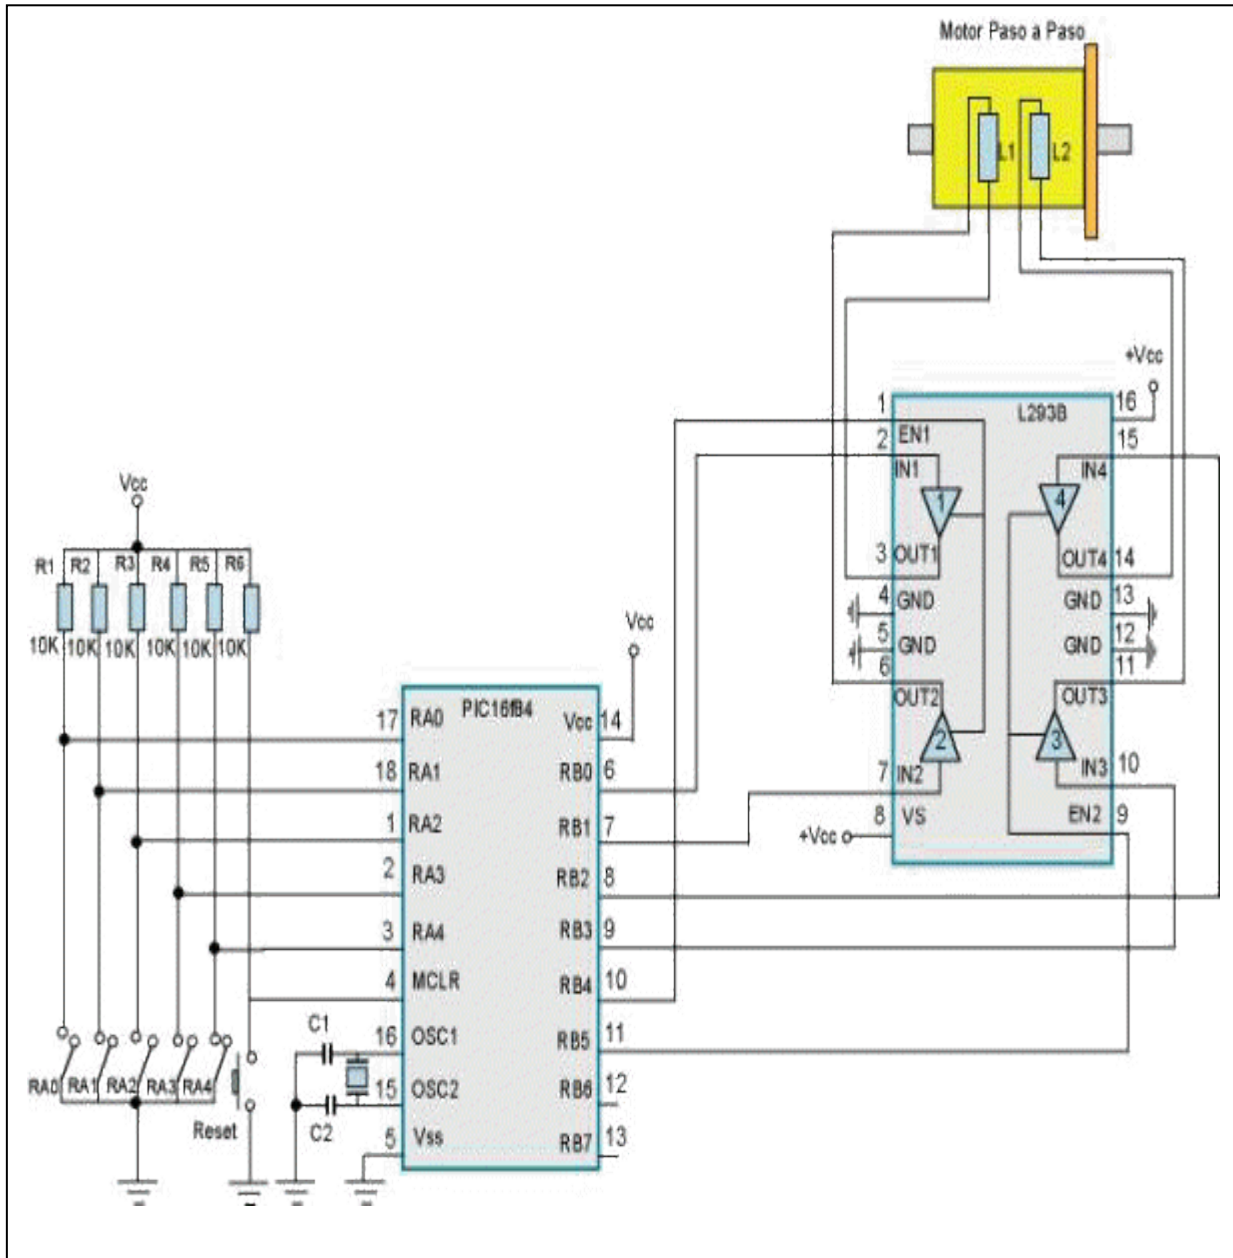 Motor Paso a Paso
L1
L2
+Vcc
L293B
1
EN1
2
IN1
1
3
OUT1
4
GND
5
GND
6
OUT2
2
7
IN2
8
VS
+Vcc
16
15
IN4
4
OUT4
14
GND
13
GND
12
11
OUT3
3
IN3
10
EN2
9
Vcc
R1
R2
R3
R4
R5
R6
10K
10K
10K
10K
10K
10K
Vcc
PIC16f84
17
RA0
18
RA1
1
RA2
2
RA3
3
RA4
4
MCLR
16
OSC1
15
OSC2
5
Vss
Vcc
14
RB0
6
RB1
7
RB2
8
RB3
9
RB4
10
RB5
11
RB6
12
RB7
13
RA0
RA1
RA2
RA3
RA4
Reset
C1
C2